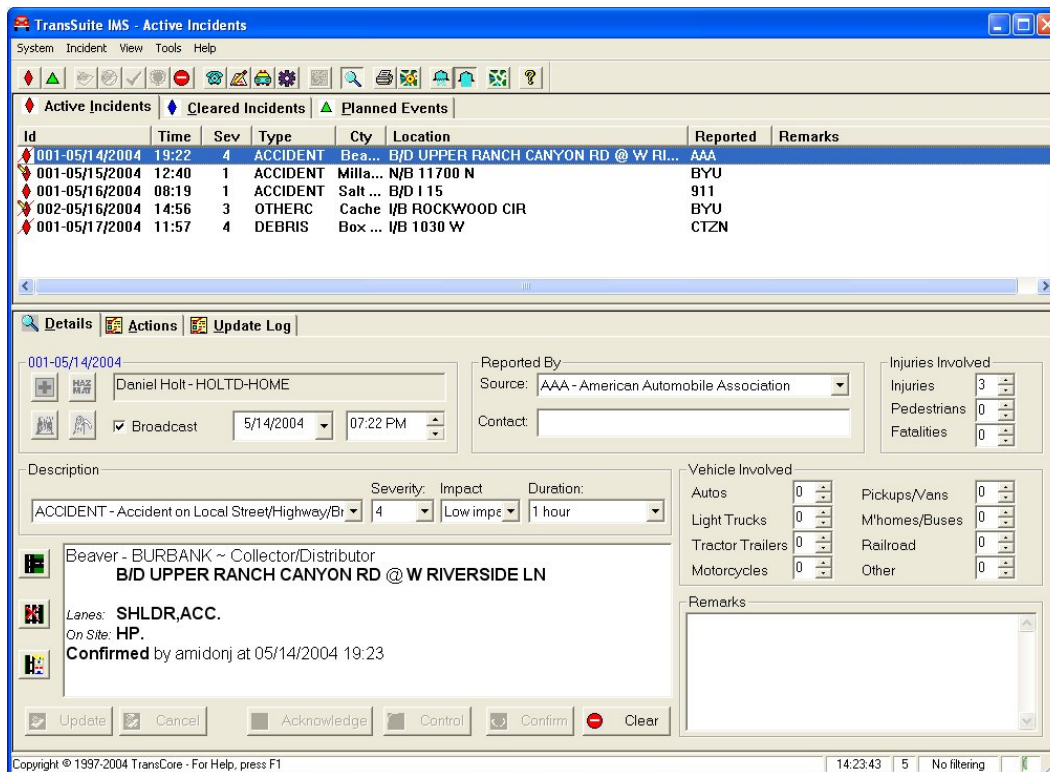 TransSuite IMS - Active Incidents
System Incident View Tools Help
Active Incidents Cleared Incidents Planned Events
Id Time Sev Type Cty Location Reported Remarks
001-05/14/2004 19:22 4 ACCIDENT Bea... B/D UPPER RANCH CANYON RD @ W RI... AAA
001-05/15/2004 12:40 1 ACCIDENT Milla... N/B 11700 N BYU
001-05/16/2004 08:19 1 ACCIDENT Salt ... B/D I 15 911
002-05/16/2004 14:56 3 OTHERC Cache I/B ROCKWOOD CIR BYU
001-05/17/2004 11:57 4 DEBRIS Box ... I/B 1030 W CTZN
Details Actions Update Log
001-05/14/2004
HAZ MAT Daniel Holt - HOLTD-HOME
Broadcast 5/14/2004 07:22 PM
Reported By
Source: AAA - American Automobile Association
Contact:
Injuries Involved
Injuries 3
Pedestrians 0
Fatalities 0
Description
Severity: Impact Duration:
ACCIDENT - Accident on Local Street/Highway/Br 4 Low impa 1 hour
Vehicle Involved
Autos 0 Pickups/Vans 0
Light Trucks 0 M'homes/Buses 0
Tractor Trailers 0 Railroad 0
Motorcycles 0 Other 0
Beaver - BURBANK ~ Collector/Distributor
B/D UPPER RANCH CANYON RD @ W RIVERSIDE LN
Lanes: SHLDR,ACC.
On Site: HP.
Confirmed by amidonj at 05/14/2004 19:23
Remarks
Update Cancel Acknowledge Control Confirm Clear
Copyright © 1997-2004 TransCore - For Help, press F1 14:23:43 5 No filtering